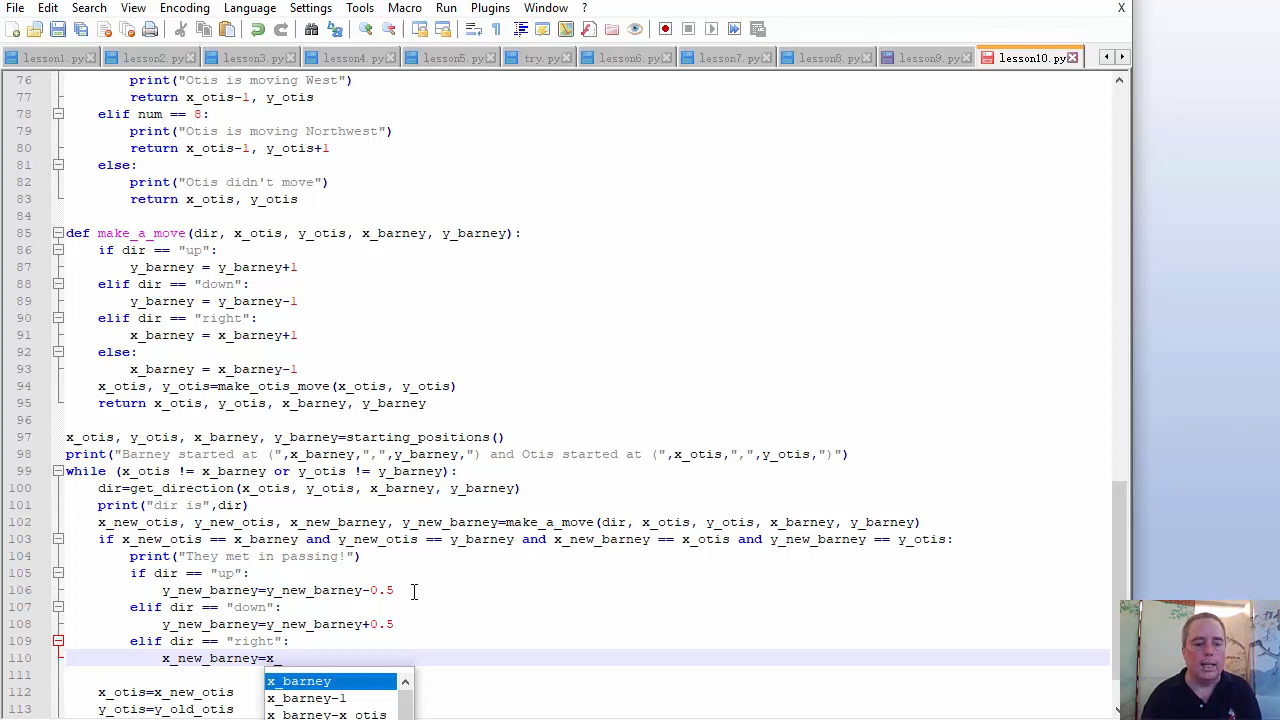 File Edit Search View Encoding Language Settings Tools Macro Run Plugins Window ? X
lesson1.py lesson2.py lesson3.py lesson4.py lesson5.py try.py lesson6.py lesson7.py lesson8.py lesson9.py lesson10.py
76 print("Otis is moving West")
77 return x_otis-1, y_otis
78 elif num == 8:
79 print("Otis is moving Northwest")
80 return x_otis-1, y_otis+1
81 else:
82 print("Otis didn't move")
83 return x_otis, y_otis
84
85 def make_a_move(dir, x_otis, y_otis, x_barney, y_barney):
86 if dir == "up":
87 y_barney = y_barney+1
88 elif dir == "down":
89 y_barney = y_barney-1
90 elif dir == "right":
91 x_barney = x_barney+1
92 else:
93 x_barney = x_barney-1
94 x_otis, y_otis=make_otis_move(x_otis, y_otis)
95 return x_otis, y_otis, x_barney, y_barney
96
97 x_otis, y_otis, x_barney, y_barney=starting_positions()
98 print("Barney started at (",x_barney,",",y_barney,") and Otis started at (",x_otis,",",y_otis,")")
99 while (x_otis != x_barney or y_otis != y_barney):
100 dir=get_direction(x_otis, y_otis, x_barney, y_barney)
101 print("dir is",dir)
102 x_new_otis, y_new_otis, x_new_barney, y_new_barney=make_a_move(dir, x_otis, y_otis, x_barney, y_barney)
103 if x_new_otis == x_barney and y_new_otis == y_barney and x_new_barney == x_otis and y_new_barney == y_otis:
104 print("They met in passing!")
105 if dir == "up":
106 y_new_barney=y_new_barney-0.5
107 elif dir == "down":
108 y_new_barney=y_new_barney+0.5
109 elif dir == "right":
110 x_new_barney=x_
111 x_barney
x_barney-1
112 x_otis=x_new_otis
x_barney-x_otis
113 y_otis=y_old_otis